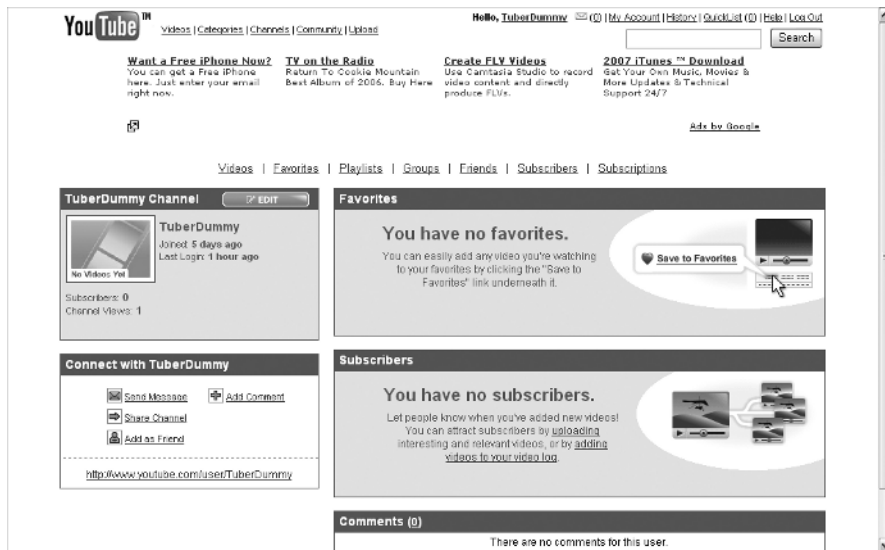 YouTube™
Hello, TuberDummy (0) | My Account | History | QuickList (0) | Help | Log Out
Videos | Categories | Channels | Community | Upload
Search
Want a Free iPhone Now?
You can get a Free iPhone
here. Just enter your email
right now.
TV on the Radio
Return To Cookie Mountain
Best Album of 2006. Buy Here
Create FLV Videos
Use Camtasia Studio to record
video content and directly
produce FLVs.
2007 iTunes ™ Download
Get Your Own Music, Movies &
More Updates & Technical
Support 24/7
Ads by Google
Videos | Favorites | Playlists | Groups | Friends | Subscribers | Subscriptions
TuberDummy Channel EDIT
TuberDummy
Joined: 5 days ago
Last Login: 1 hour ago
No Videos Yet
Subscribers: 0
Channel Views: 1
Connect with TuberDummy
Send Message Add Comment
Share Channel
Add as Friend
http://www.youtube.com/user/TuberDummy
Favorites
You have no favorites.
You can easily add any video you're watching
to your favorites by clicking the "Save to
Favorites" link underneath it.
Save to Favorites
Subscribers
You have no subscribers.
Let people know when you've added new videos!
You can attract subscribers by uploading
interesting and relevant videos, or by adding
videos to your video log.
Comments (0)
There are no comments for this user.